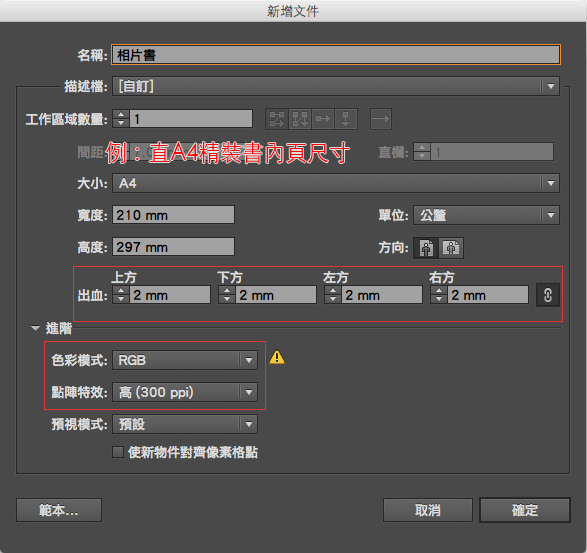 新增文件
名稱: 相片書
描述檔: [自訂]
工作區域數量: 1
間距:
例：直A4精裝書內頁尺寸
直欄: 1
大小: A4
寬度: 210 mm 單位: 公釐
高度: 297 mm 方向:
上方 下方 左方 右方
出血: 2 mm 2 mm 2 mm 2 mm
進階
色彩模式: RGB
點陣特效: 高 (300 ppi)
預視模式: 預設
使新物件對齊像素格點
範本... 取消 確定